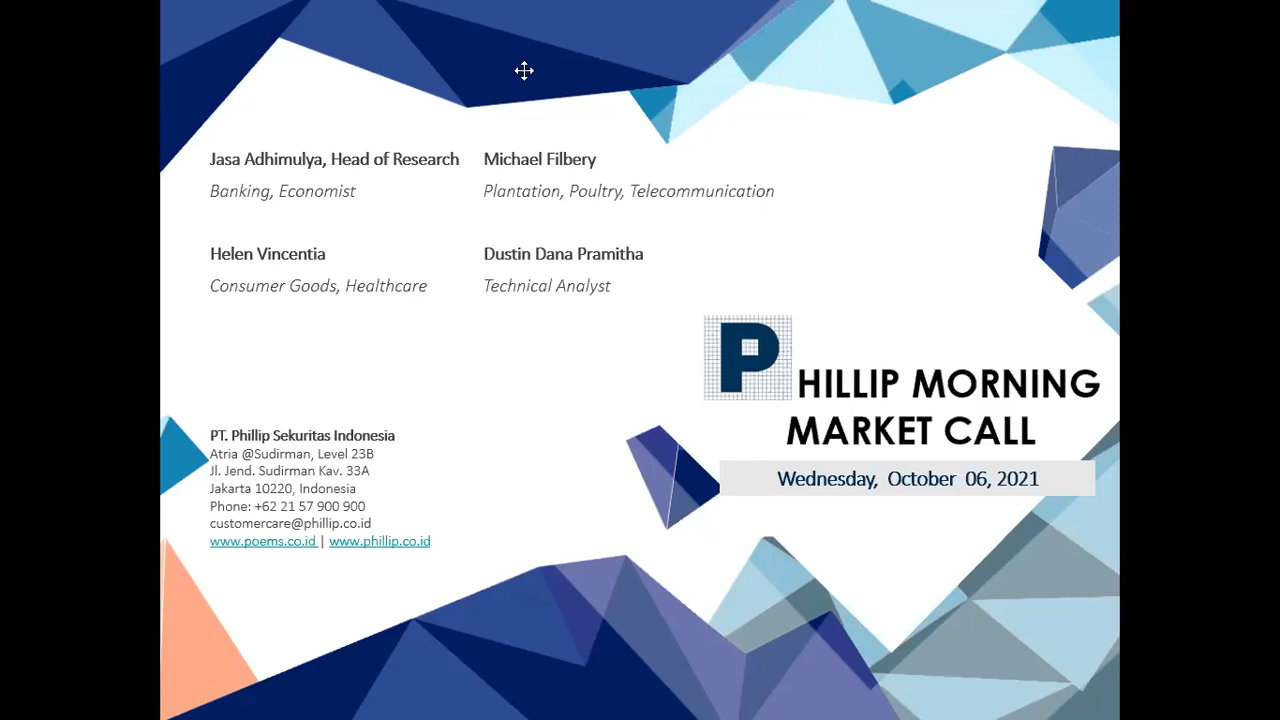 Jasa Adhimulya, Head of Research
Banking, Economist
Michael Filbery
Plantation, Poultry, Telecommunication
Helen Vincentia
Consumer Goods, Healthcare
Dustin Dana Pramitha
Technical Analyst
PHILLIP MORNING
MARKET CALL
Wednesday, October 06, 2021
PT. Phillip Sekuritas Indonesia
Atria @Sudirman, Level 23B
Jl. Jend. Sudirman Kav. 33A
Jakarta 10220, Indonesia
Phone: +62 21 57 900 900
customercare@phillip.co.id
www.poems.co.id | www.phillip.co.id